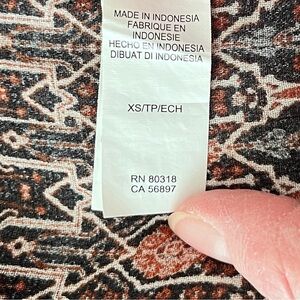 MADE IN INDONESIA
FABRIQUE EN
INDONESIE
HECHO EN INDONESIA
DIBUAT DI INDONESIA
XS/TP/ECH
RN 80318
CA 56897